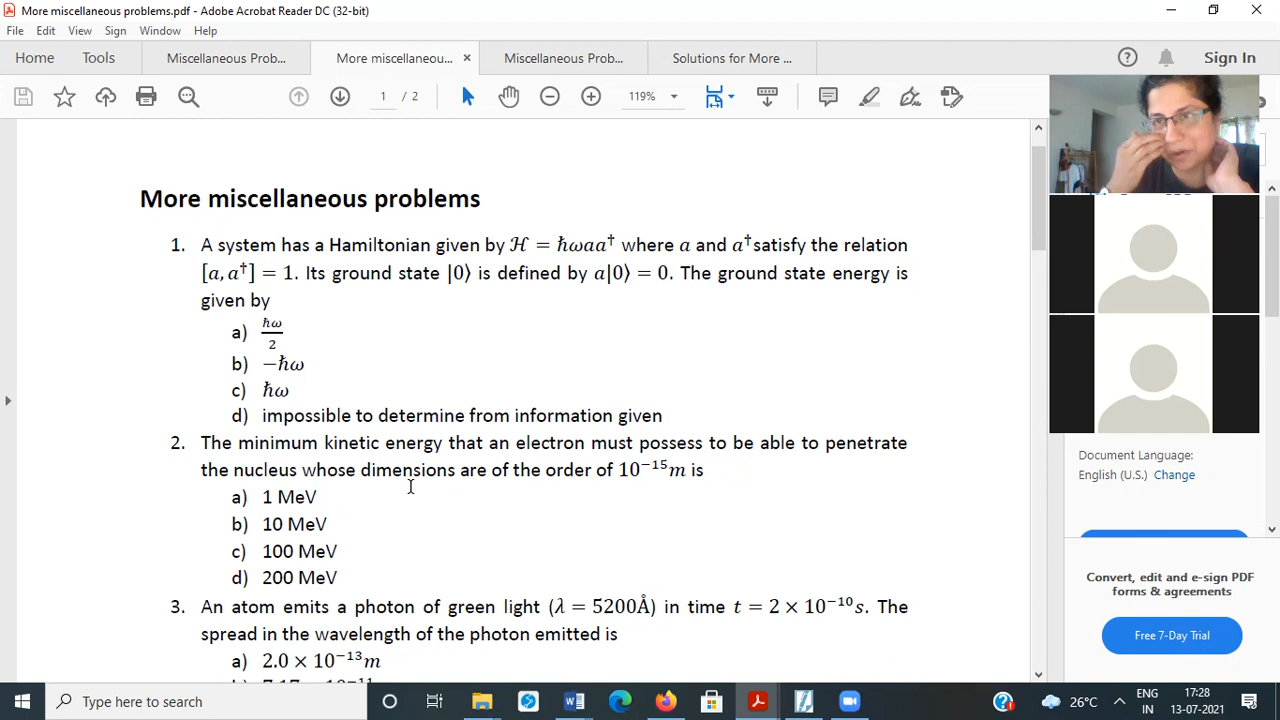 More miscellaneous problems.pdf - Adobe Acrobat Reader DC (32-bit)
File Edit View Sign Window Help
Home Tools Miscellaneous Prob... More miscellanou... × Miscellaneous Prob... Solutions for More ... Sign In
1 / 2 119%
More miscellaneous problems
1. A system has a Hamiltonian given by ℋ = ℏωaa† where a and a† satisfy the relation
[a, a†] = 1. Its ground state |0⟩ is defined by a|0⟩ = 0. The ground state energy is
given by
a) ℏω/2
b) −ℏω
c) ℏω
d) impossible to determine from information given
2. The minimum kinetic energy that an electron must possess to be able to penetrate
the nucleus whose dimensions are of the order of 10⁻¹⁵m is
a) 1 MeV
b) 10 MeV
c) 100 MeV
d) 200 MeV
3. An atom emits a photon of green light (λ = 5200Å) in time t = 2 × 10⁻¹⁰s. The
spread in the wavelength of the photon emitted is
a) 2.0 × 10⁻¹³m
Document Language:
English (U.S.) Change
Convert, edit and e-sign PDF
forms & agreements
Free 7-Day Trial
Type here to search
26°C
ENG
IN
17:28
13-07-2021